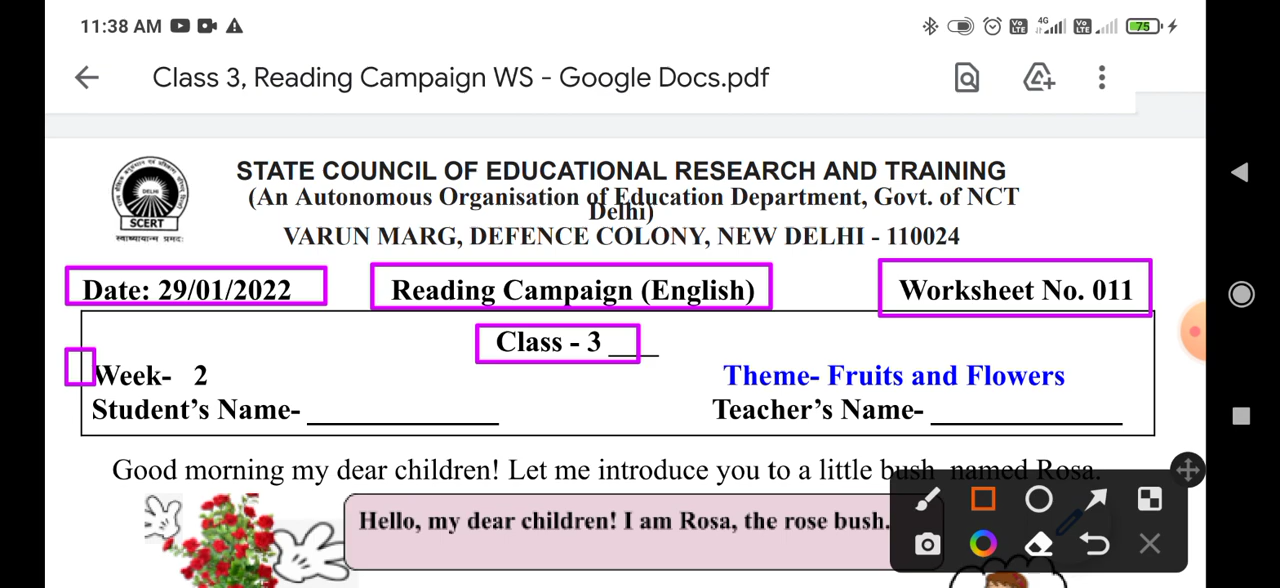 11:38 AM
4G
75
Class 3, Reading Campaign WS - Google Docs.pdf
STATE COUNCIL OF EDUCATIONAL RESEARCH AND TRAINING
(An Autonomous Organisation of Education Department, Govt. of NCT
Delhi)
VARUN MARG, DEFENCE COLONY, NEW DELHI - 110024
DELHI
SCERT
Date: 29/01/2022 Reading Campaign (English) Worksheet No. 011
Class - 3
Week- 2 Theme- Fruits and Flowers
Student’s Name- Teacher’s Name-
Good morning my dear children! Let me introduce you to a little bush named Rosa.
Hello, my dear children! I am Rosa, the rose bush.